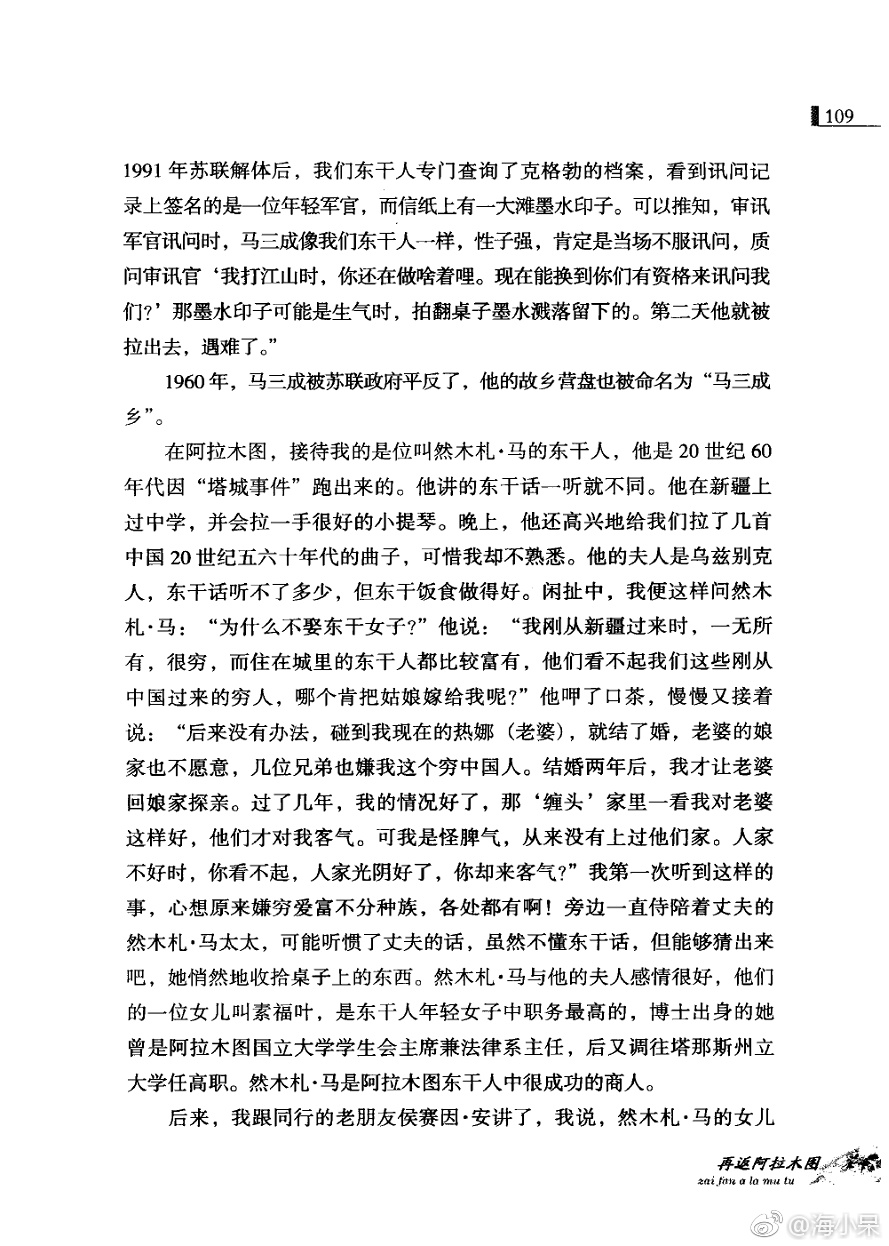 109
1991 年苏联解体后，我们东干人专门查询了克格勃的档案，看到讯问记
录上签名的是一位年轻军官，而信纸上有一大滩墨水印子。可以推知，审讯
军官讯问时，马三成像我们东干人一样，性子强，肯定是当场不服讯问，质
问审讯官‘我打江山时，你还在做啥着哩。现在能换到你们有资格来讯问我
们?’那墨水印子可能是生气时，拍翻桌子墨水溅落留下的。第二天他就被
拉出去，遇难了。”
1960 年，马三成被苏联政府平反了，他的故乡营盘也被命名为“马三成
乡”。
在阿拉木图，接待我的是位叫然木札·马的东干人，他是 20 世纪 60
年代因“塔城事件”跑出来的。他讲的东干话一听就不同。他在新疆上
过中学，并会拉一手很好的小提琴。晚上，他还高兴地给我们拉了几首
中国 20 世纪五六十年代的曲子，可惜我却不熟悉。他的夫人是乌兹别克
人，东干话听不了多少，但东干饭食做得好。闲扯中，我便这样问然木
札·马：“为什么不娶东干女子?”他说：“我刚从新疆过来时，一无所
有，很穷，而住在城里的东干人都比较富有，他们看不起我们这些刚从
中国过来的穷人，哪个肯把姑娘嫁给我呢?”他呷了口茶，慢慢又接着
说：“后来没有办法，碰到我现在的热娜（老婆），就结了婚，老婆的娘
家也不愿意，几位兄弟也嫌我这个穷中国人。结婚两年后，我才让老婆
回娘家探亲。过了几年，我的情况好了，那‘缠头’家里一看我对老婆
这样好，他们才对我客气。可我是怪脾气，从来没有上过他们家。人家
不好时，你看不起，人家光阴好了，你却来客气?”我第一次听到这样的
事，心想原来嫌穷爱富不分种族，各处都有啊！旁边一直侍陪着丈夫的
然木札·马太太，可能听惯了丈夫的话，虽然不懂东干话，但能够猜出来
吧，她悄然地收拾桌子上的东西。然木札·马与他的夫人感情很好，他们
的一位女儿叫素福叶，是东干人年轻女子中职务最高的，博士出身的她
曾是阿拉木图国立大学学生会主席兼法律系主任，后又调往塔那斯州立
大学任高职。然木札·马是阿拉木图东干人中很成功的商人。
后来，我跟同行的老朋友侯赛因·安讲了，我说，然木札·马的女儿
再返阿拉木图
zai fan a la mu tu
@海小呆